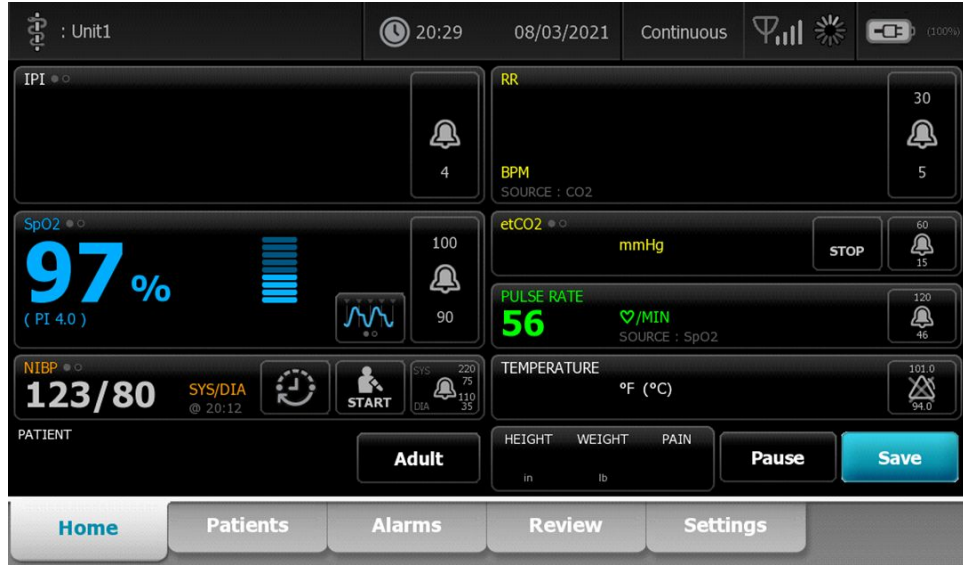 : Unit1
20:29
08/03/2021
Continuous
(100%)
IPI
4
RR
BPM
SOURCE : CO2
30
5
SpO2
97 %
( PI 4.0 )
100
90
etCO2
mmHg
STOP
60
15
PULSE RATE
56
♡/MIN
SOURCE : SpO2
120
46
NIBP
123/80
SYS/DIA
@ 20:12
START
SYS 220
75
110
DIA 35
TEMPERATURE
°F (°C)
101.0
94.0
PATIENT
Adult
HEIGHT WEIGHT PAIN
in lb
Pause
Save
Home Patients Alarms Review Settings